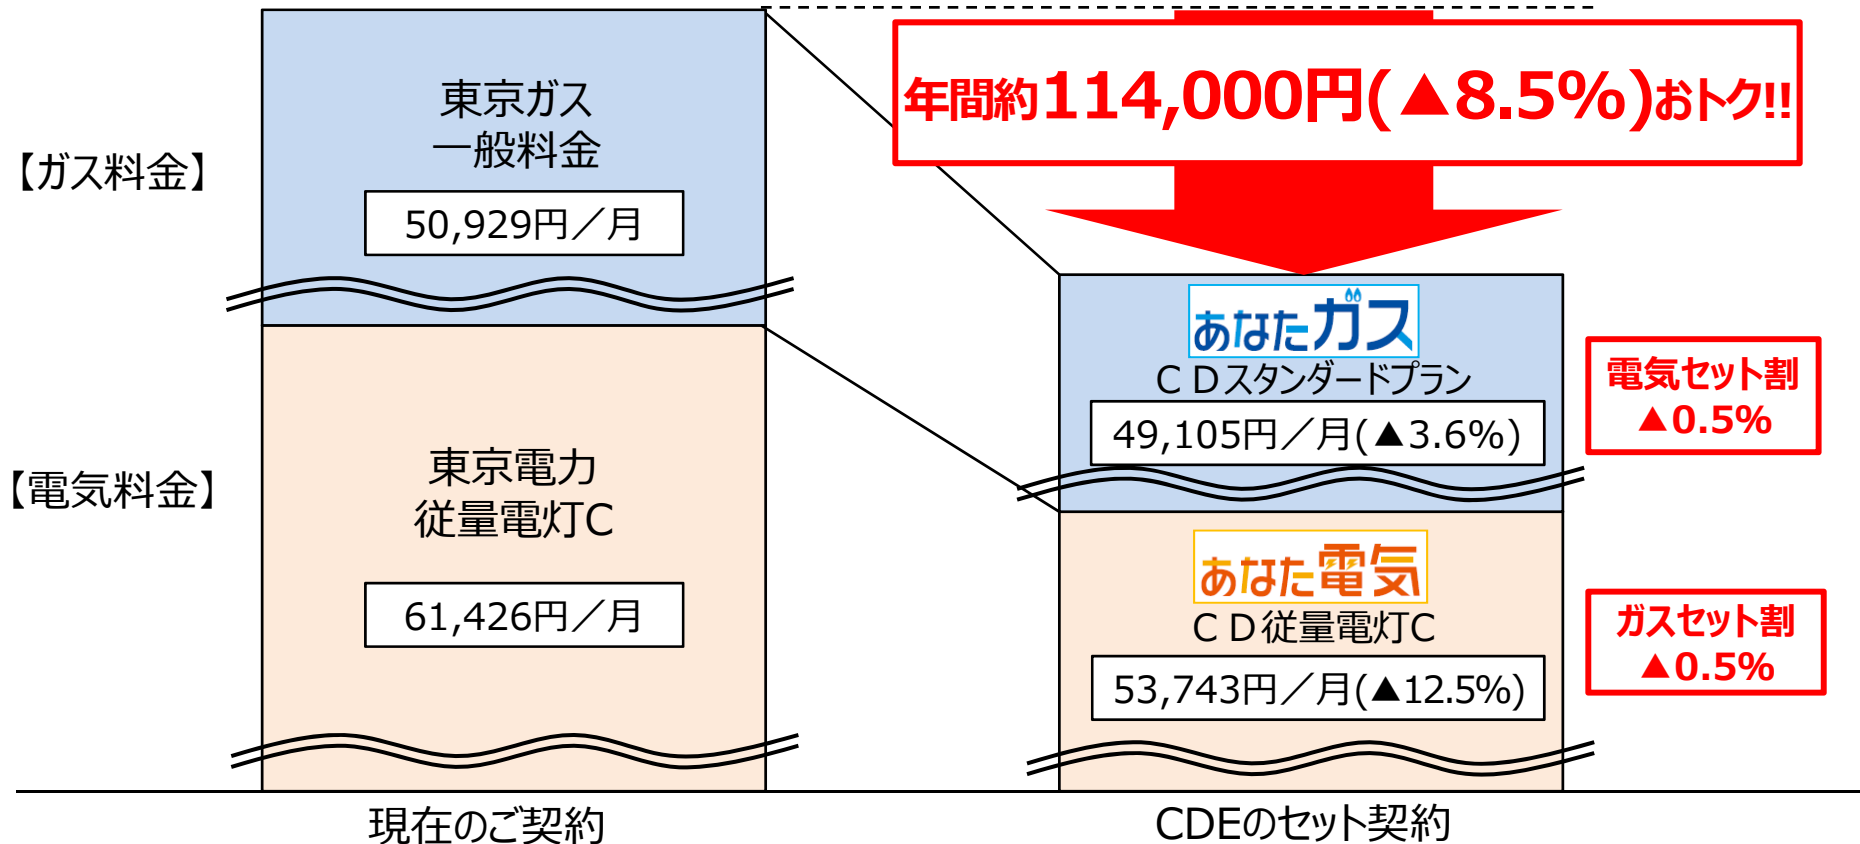 年間約114,000円(▲8.5%)おトク!!
【ガス料金】
東京ガス
一般料金
50,929円／月
【電気料金】
東京電力
従量電灯C
61,426円／月
あなたガス
ＣＤスタンダードプラン
49,105円／月(▲3.6%)
電気セット割
▲0.5%
あなた電気
ＣＤ従量電灯C
53,743円／月(▲12.5%)
ガスセット割
▲0.5%
現在のご契約
CDEのセット契約